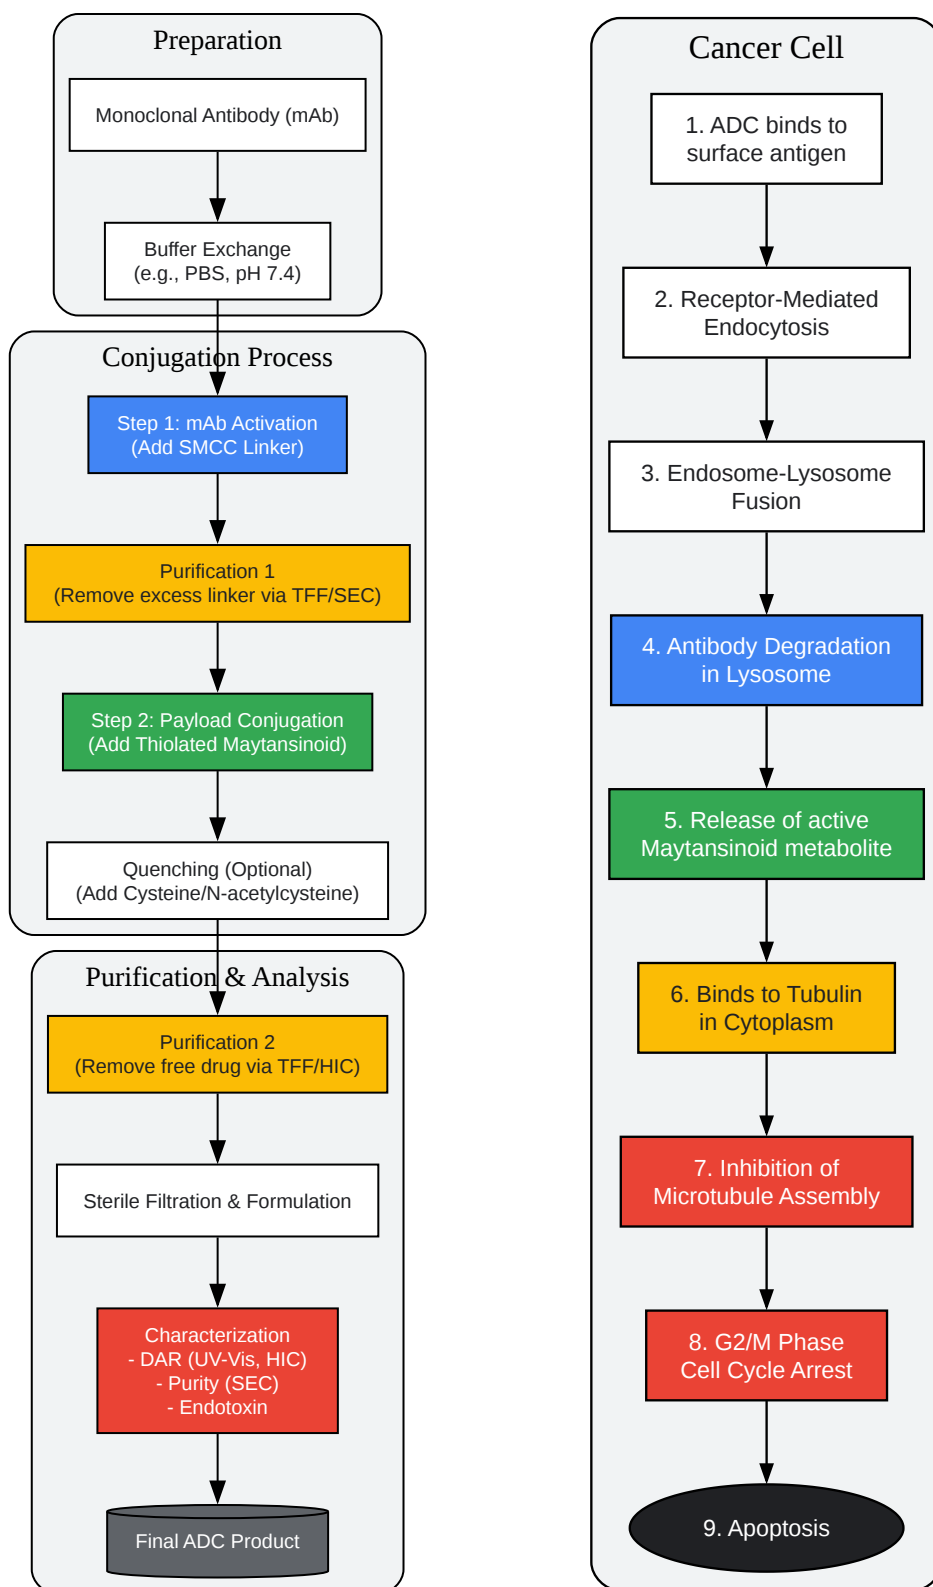 Preparation
Monoclonal Antibody (mAb)
Buffer Exchange
(e.g., PBS, pH 7.4)
Conjugation Process
Step 1: mAb Activation
(Add SMCC Linker)
Purification 1
(Remove excess linker via TFF/SEC)
Step 2: Payload Conjugation
(Add Thiolated Maytansinoid)
Quenching (Optional)
(Add Cysteine/N-acetylcysteine)
Purification & Analysis
Purification 2
(Remove free drug via TFF/HIC)
Sterile Filtration & Formulation
Characterization
- DAR (UV-Vis, HIC)
- Purity (SEC)
- Endotoxin
Final ADC Product
Cancer Cell
1. ADC binds to
surface antigen
2. Receptor-Mediated
Endocytosis
3. Endosome-Lysosome
Fusion
4. Antibody Degradation
in Lysosome
5. Release of active
Maytansinoid metabolite
6. Binds to Tubulin
in Cytoplasm
7. Inhibition of
Microtubule Assembly
8. G2/M Phase
Cell Cycle Arrest
9. Apoptosis